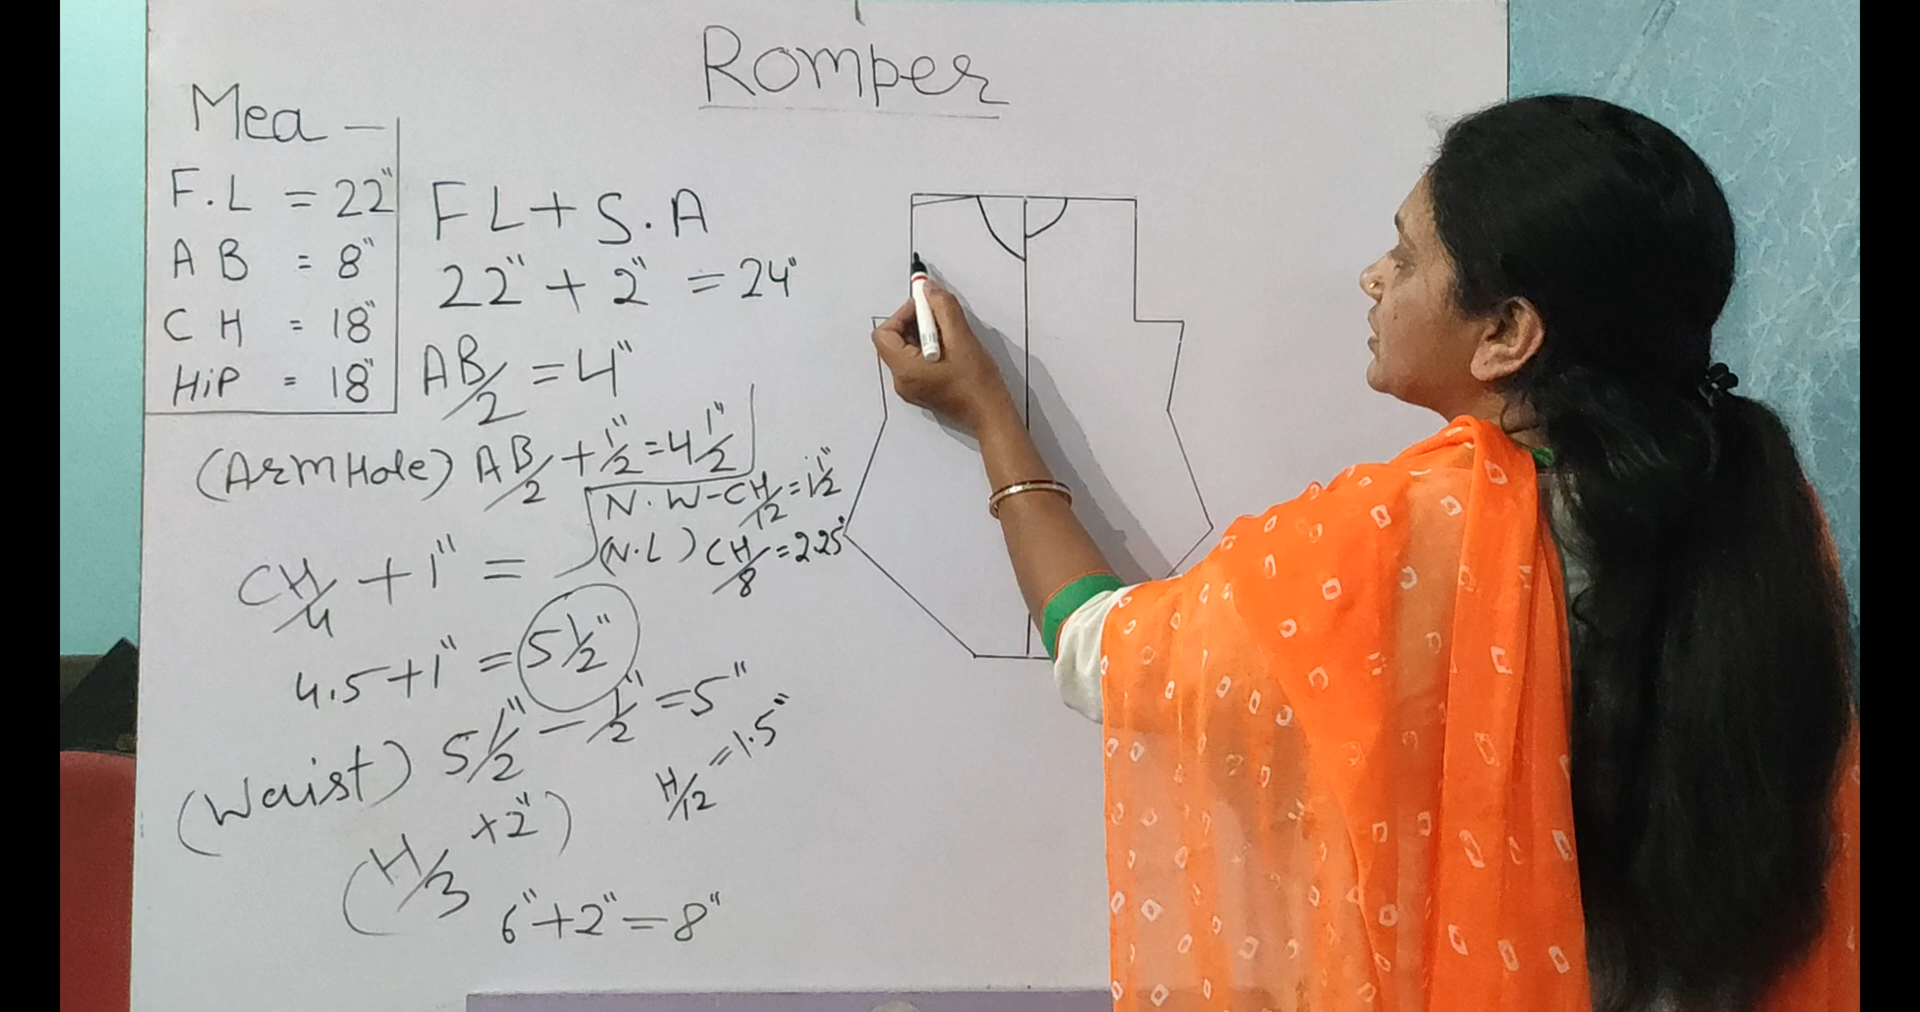 Romper
Mea -
F.L = 22"
A B = 8"
C H = 18"
HiP = 18"
FL + S.A
22" + 2" = 24"
AB/2 = 4"
(ArmHole) AB/2 + 1/2" = 4 1/2"
N.W - CH/12 = 1 1/2"
(N.L) CH/8 = 2.25"
CH/4 + 1" =
4.5 + 1" = 5 1/2"
(Waist) 5 1/2" - 1/2" = 5"
H/12 = 1.5"
(H/3 + 2")
6" + 2" = 8"